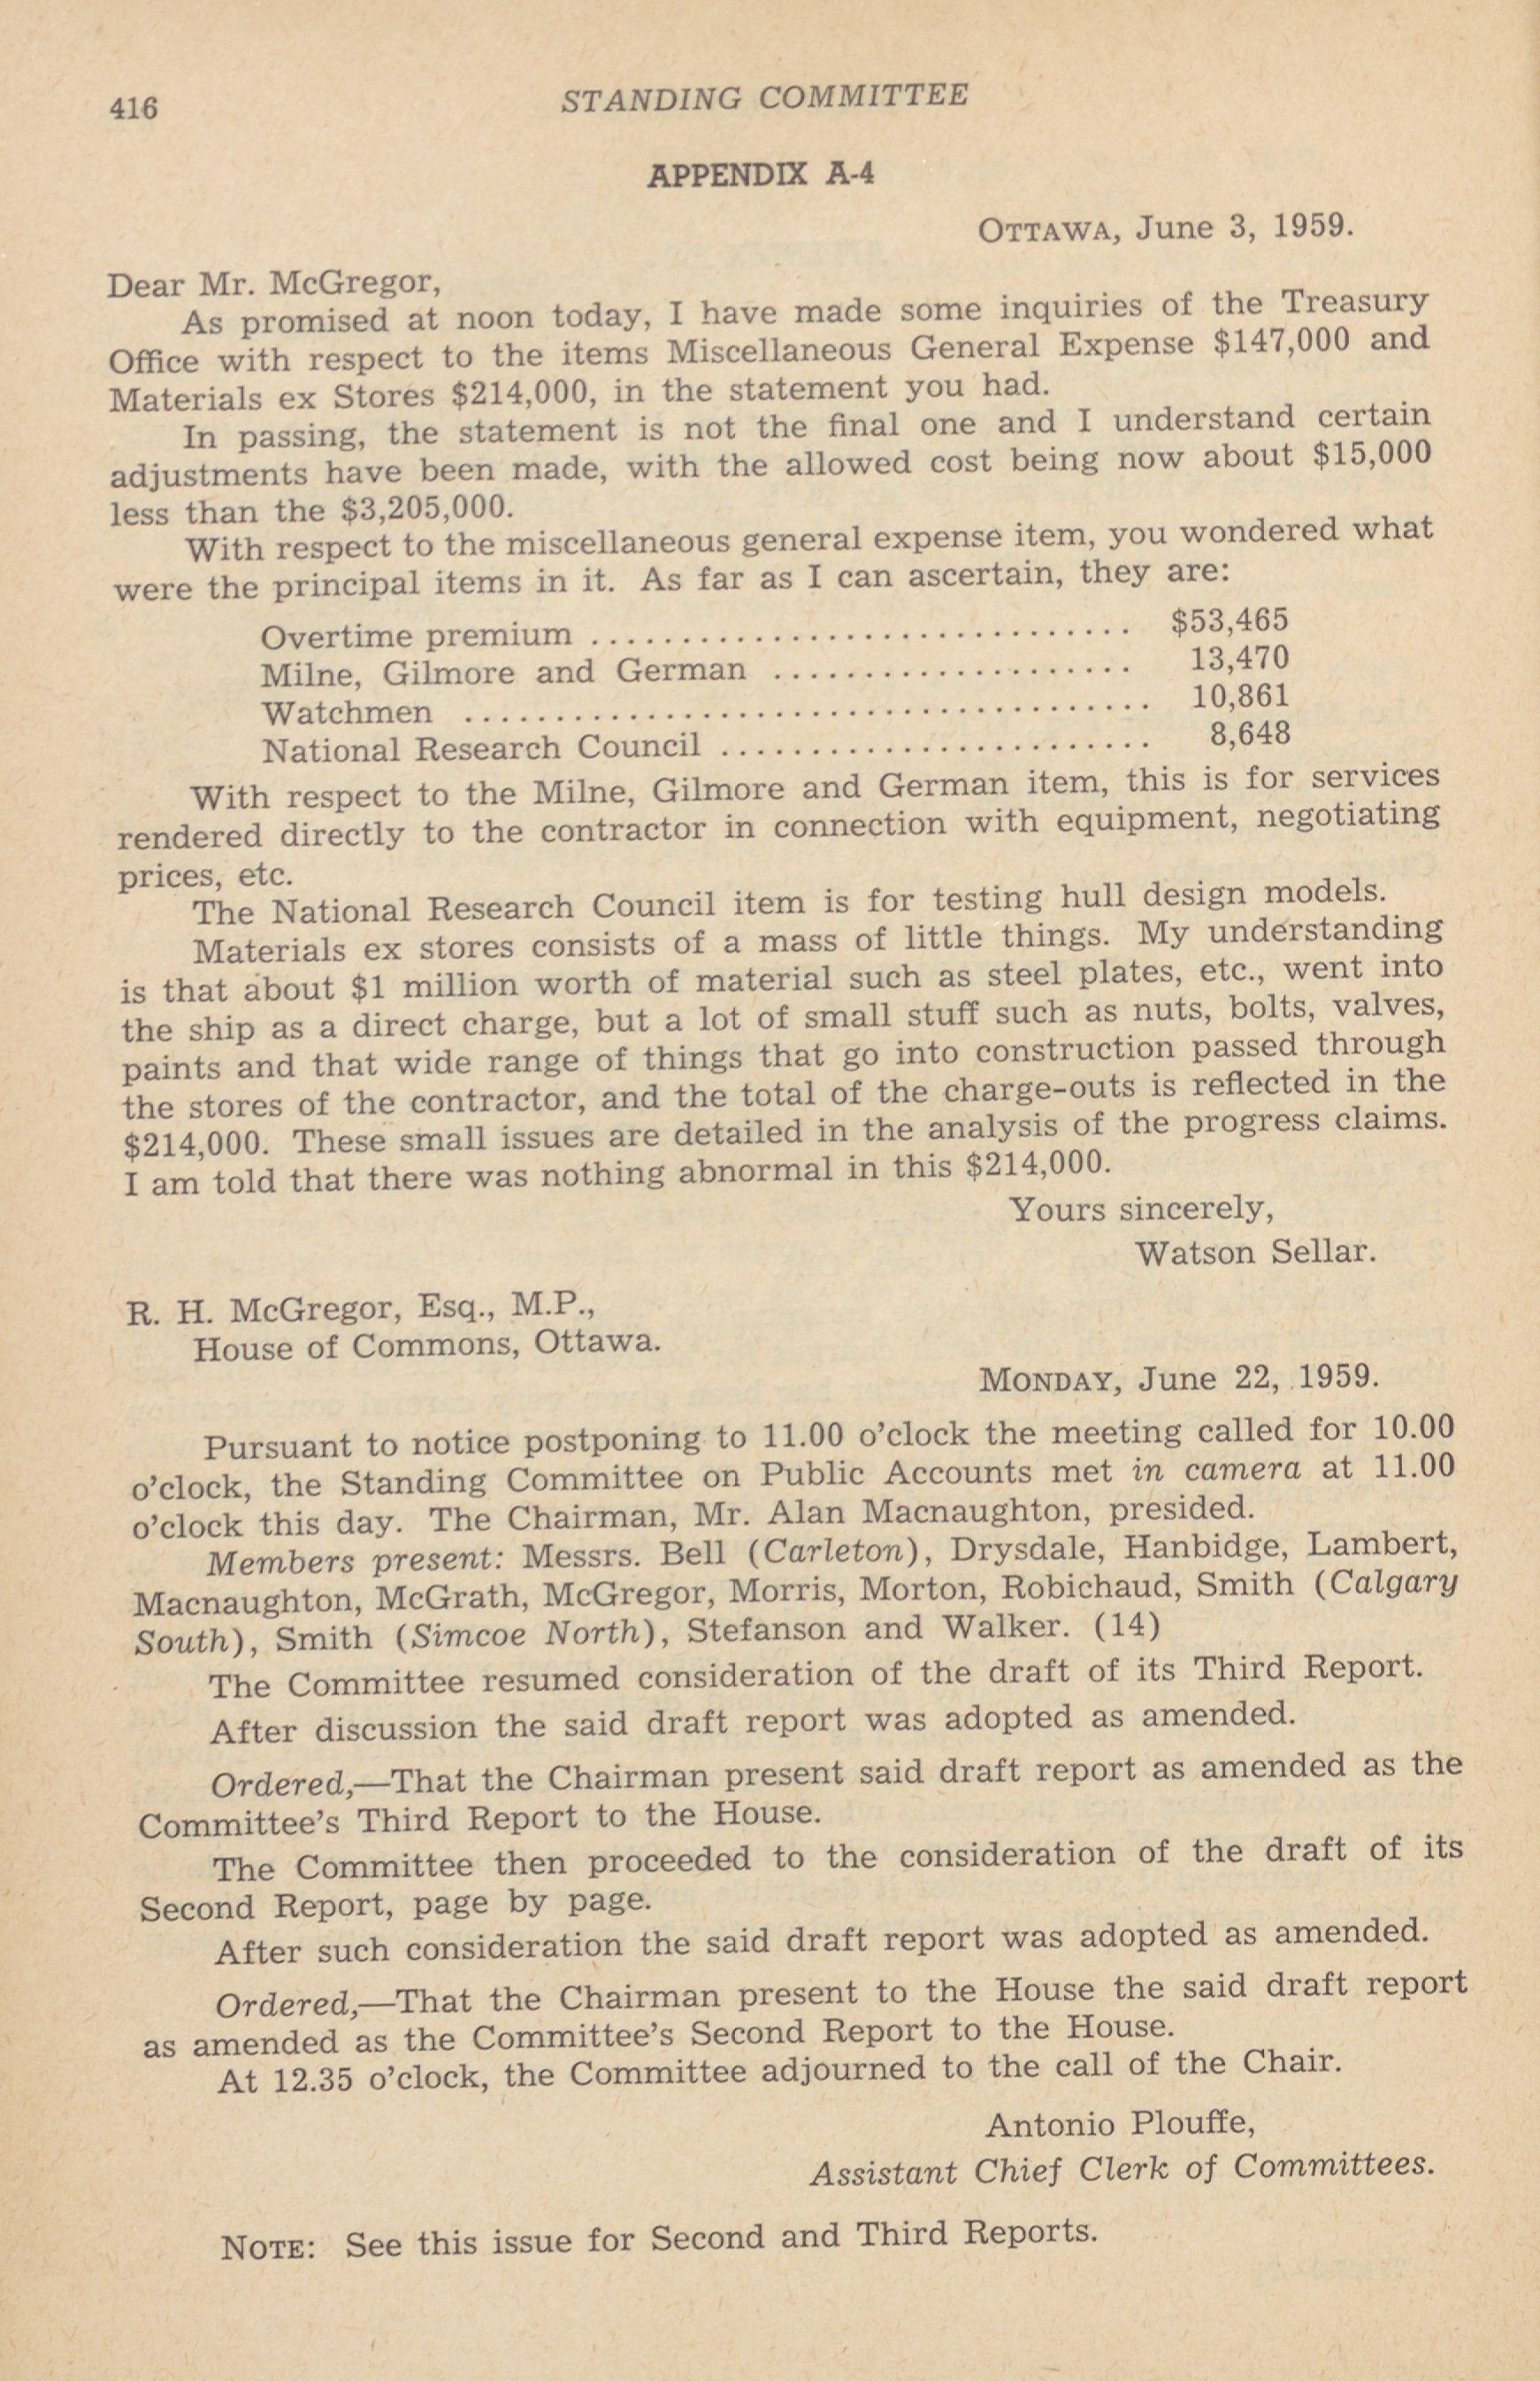 416
STANDING COMMITTEE
APPENDIX A-4
OTTAWA, June 3, 1959.
Dear Mr. McGregor,
As promised at noon today, I have made some inquiries of the Treasury
Office with respect to the items Miscellaneous General Expense $147,000 and
Materials ex Stores $214,000, in the statement you had.
In passing, the statement is not the final one and I understand certain
adjustments have been made, with the allowed cost being now about $15,000
less than the $3,205,000.
With respect to the miscellaneous general expense item, you wondered what
were the principal items in it. As far as I can ascertain, they are:
Overtime premium .............................. $53,465
Milne, Gilmore and German .................... 13,470
Watchmen ...................................... 10,861
National Research Council ........................ 8,648
With respect to the Milne, Gilmore and German item, this is for services
rendered directly to the contractor in connection with equipment, negotiating
prices, etc.
The National Research Council item is for testing hull design models.
Materials ex stores consists of a mass of little things. My understanding
is that about $1 million worth of material such as steel plates, etc., went into
the ship as a direct charge, but a lot of small stuff such as nuts, bolts, valves,
paints and that wide range of things that go into construction passed through
the stores of the contractor, and the total of the charge-outs is reflected in the
$214,000. These small issues are detailed in the analysis of the progress claims.
I am told that there was nothing abnormal in this $214,000.
Yours sincerely,
Watson Sellar.
R. H. McGregor, Esq., M.P.,
House of Commons, Ottawa.
MONDAY, June 22, 1959.
Pursuant to notice postponing to 11.00 o'clock the meeting called for 10.00
o'clock, the Standing Committee on Public Accounts met in camera at 11.00
o'clock this day. The Chairman, Mr. Alan Macnaughton, presided.
Members present: Messrs. Bell (Carleton), Drysdale, Hanbidge, Lambert,
Macnaughton, McGrath, McGregor, Morris, Morton, Robichaud, Smith (Calgary
South), Smith (Simcoe North), Stefanson and Walker. (14)
The Committee resumed consideration of the draft of its Third Report.
After discussion the said draft report was adopted as amended.
Ordered,—That the Chairman present said draft report as amended as the
Committee's Third Report to the House.
The Committee then proceeded to the consideration of the draft of its
Second Report, page by page.
After such consideration the said draft report was adopted as amended.
Ordered,—That the Chairman present to the House the said draft report
as amended as the Committee's Second Report to the House.
At 12.35 o'clock, the Committee adjourned to the call of the Chair.
Antonio Plouffe,
Assistant Chief Clerk of Committees.
NOTE: See this issue for Second and Third Reports.